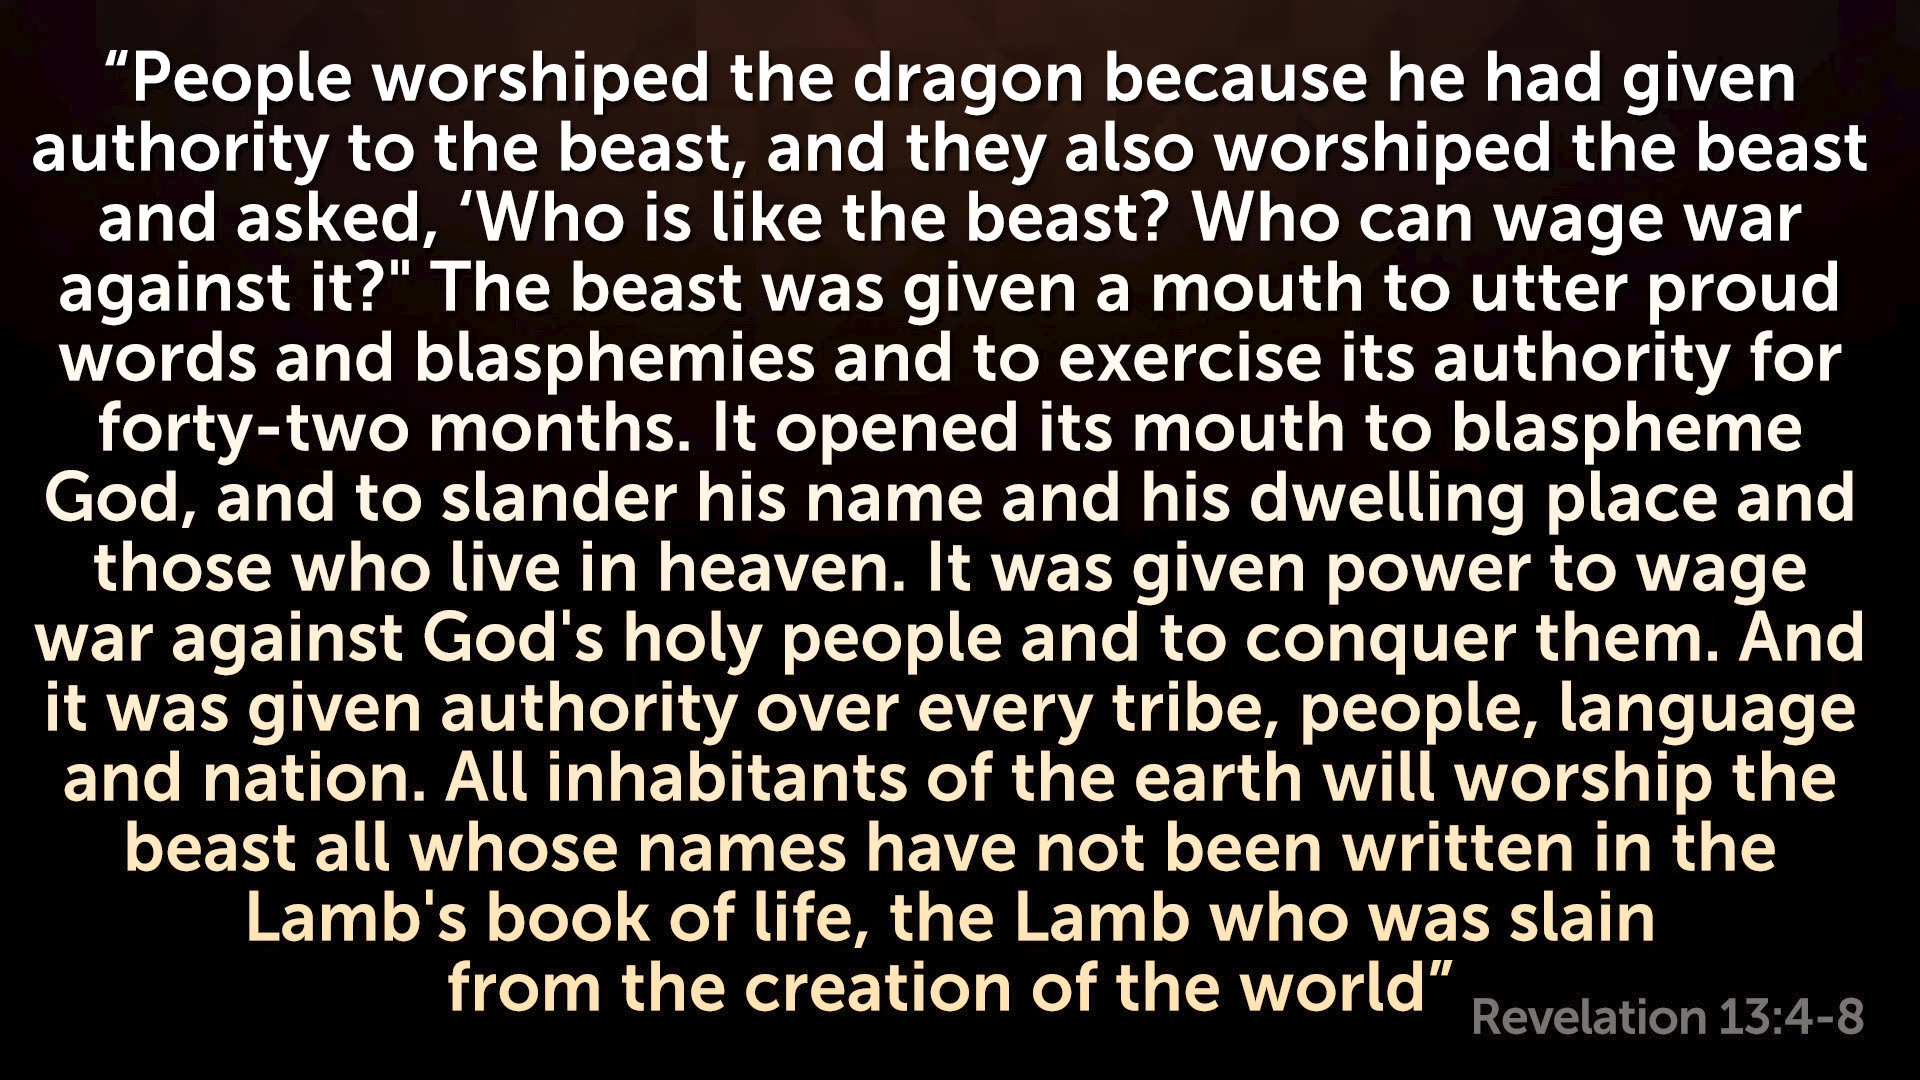 “People worshiped the dragon because he had given
authority to the beast, and they also worshiped the beast
and asked, ‘Who is like the beast? Who can wage war
against it?" The beast was given a mouth to utter proud
words and blasphemies and to exercise its authority for
forty-two months. It opened its mouth to blaspheme
God, and to slander his name and his dwelling place and
those who live in heaven. It was given power to wage
war against God's holy people and to conquer them. And
it was given authority over every tribe, people, language
and nation. All inhabitants of the earth will worship the
beast all whose names have not been written in the
Lamb's book of life, the Lamb who was slain
from the creation of the world”
Revelation 13:4-8